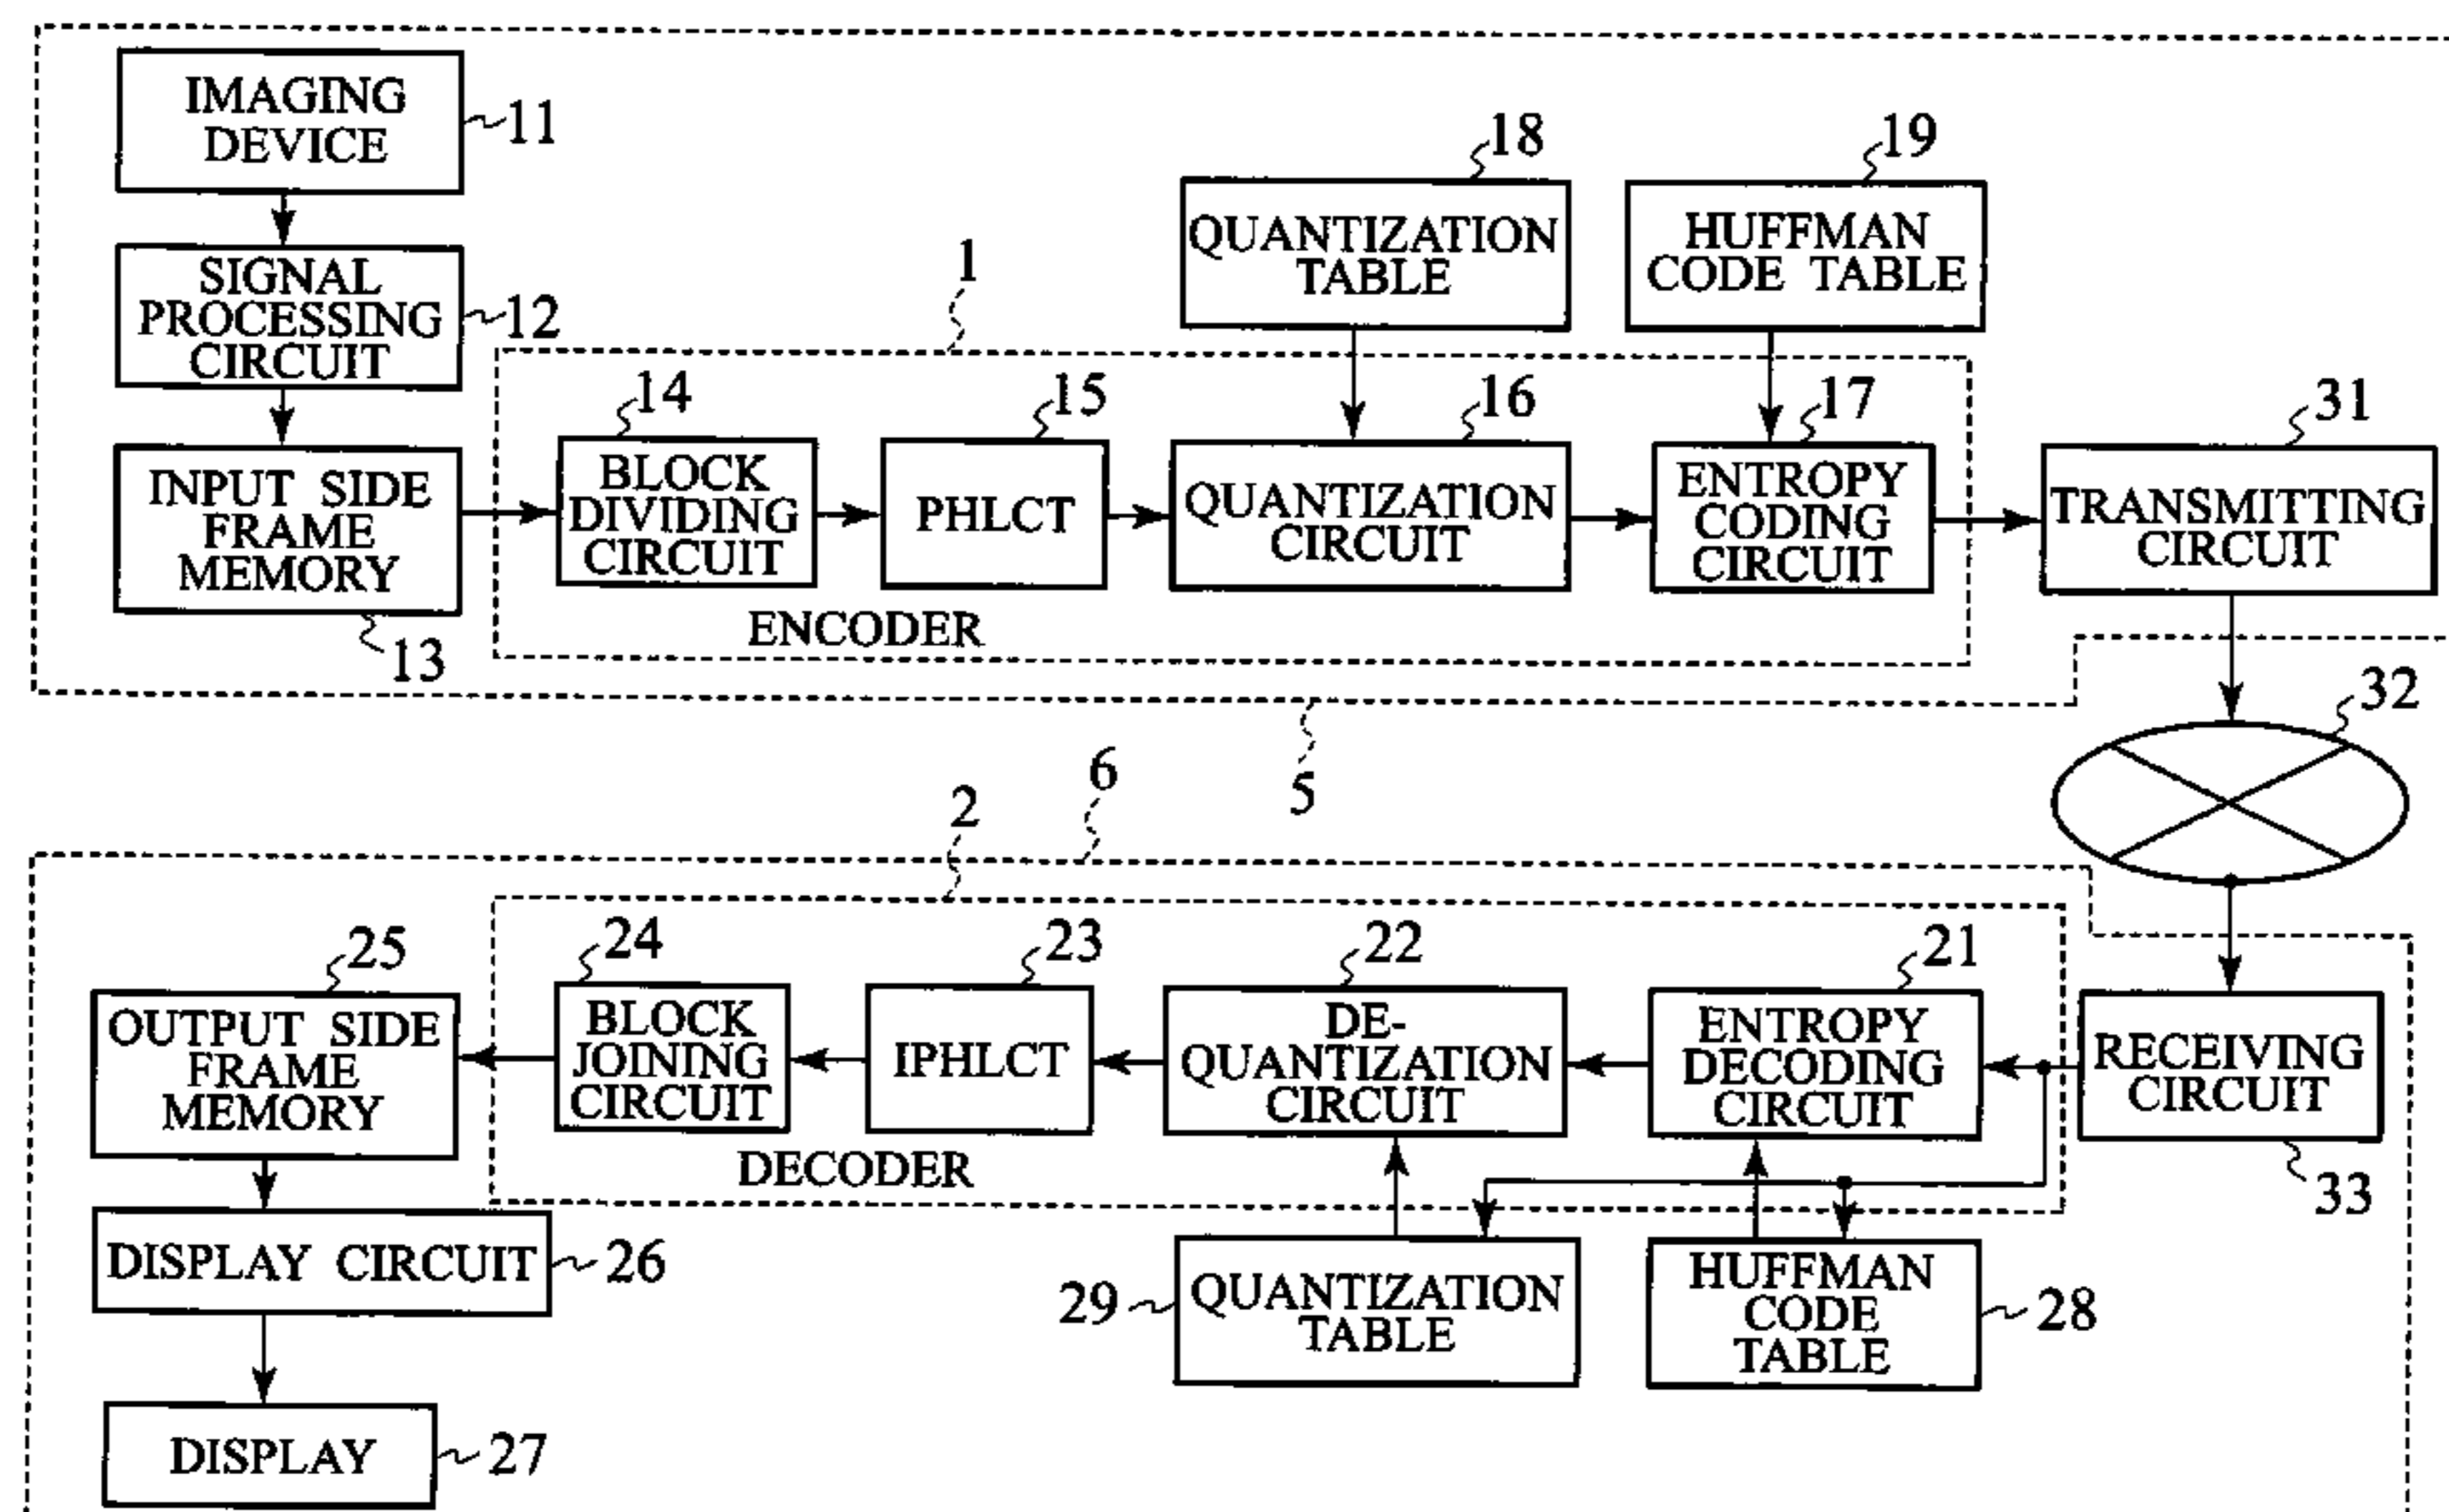 IMAGING
DEVICE
11
SIGNAL
PROCESSING
CIRCUIT
12
INPUT SIDE
FRAME
MEMORY
13
1
18
QUANTIZATION
TABLE
19
HUFFMAN
CODE TABLE
14
BLOCK
DIVIDING
CIRCUIT
15
PHLCT
16
QUANTIZATION
CIRCUIT
17
ENTROPY
CODING
CIRCUIT
31
TRANSMITTING
CIRCUIT
ENCODER
32
5
6
2
25
OUTPUT SIDE
FRAME
MEMORY
24
BLOCK
JOINING
CIRCUIT
23
IPHLCT
22
DE-
QUANTIZATION
CIRCUIT
21
ENTROPY
DECODING
CIRCUIT
RECEIVING
CIRCUIT
33
DECODER
DISPLAY CIRCUIT
26
29
QUANTIZATION
TABLE
HUFFMAN
CODE
TABLE
28
DISPLAY
27